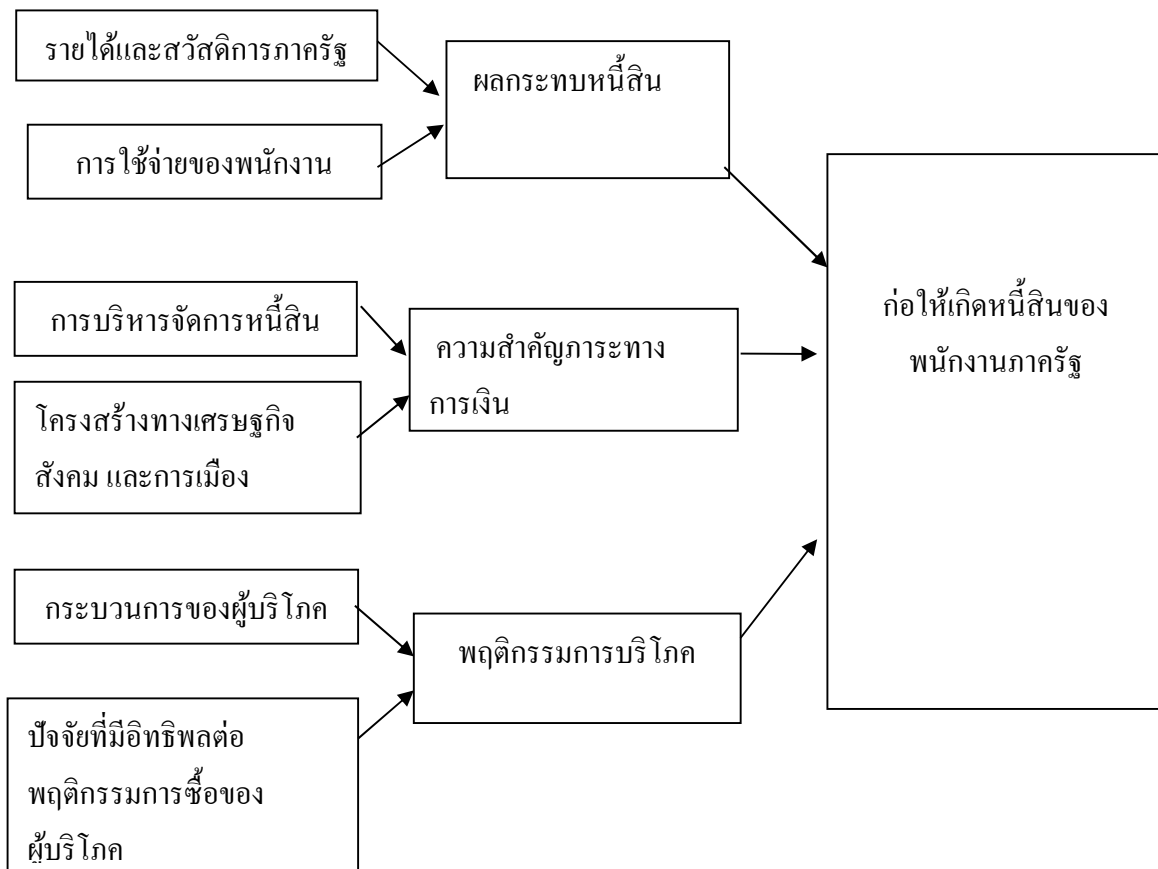 รายได้และสวัสดิการภาครัฐ
ผลกระทบหนี้สิน
การใช้จ่ายของพนักงาน
การบริหารจัดการหนี้สิน
ความสำคัญภาระทาง
การเงิน
โครงสร้างทางเศรษฐกิจ
สังคม และการเมือง
ก่อให้เกิดหนี้สินของ
พนักงานภาครัฐ
กระบวนการของผู้บริโภค
พฤติกรรมการบริโภค
ปัจจัยที่มีอิทธิพลต่อ
พฤติกรรมการซื้อของ
ผู้บริโภค